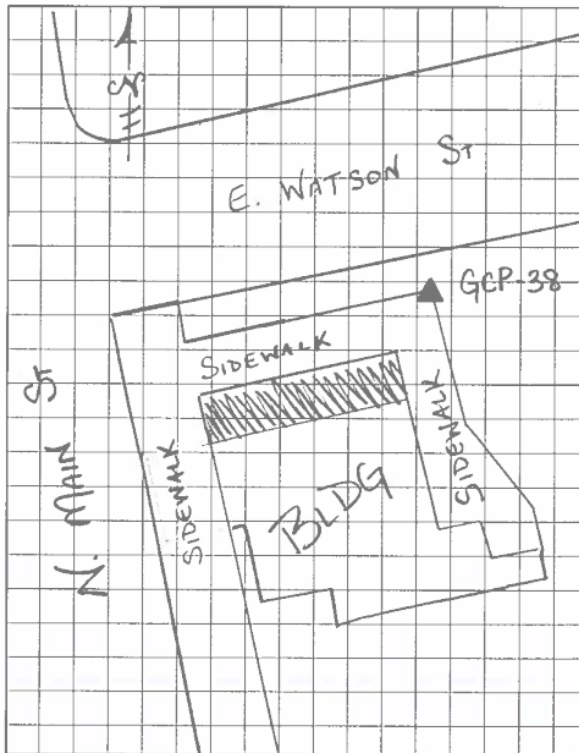 E. WATSON ST
GCP-38
SIDEWALK
N. MAIN ST
SIDEWALK
SIDEWALK
BLDG